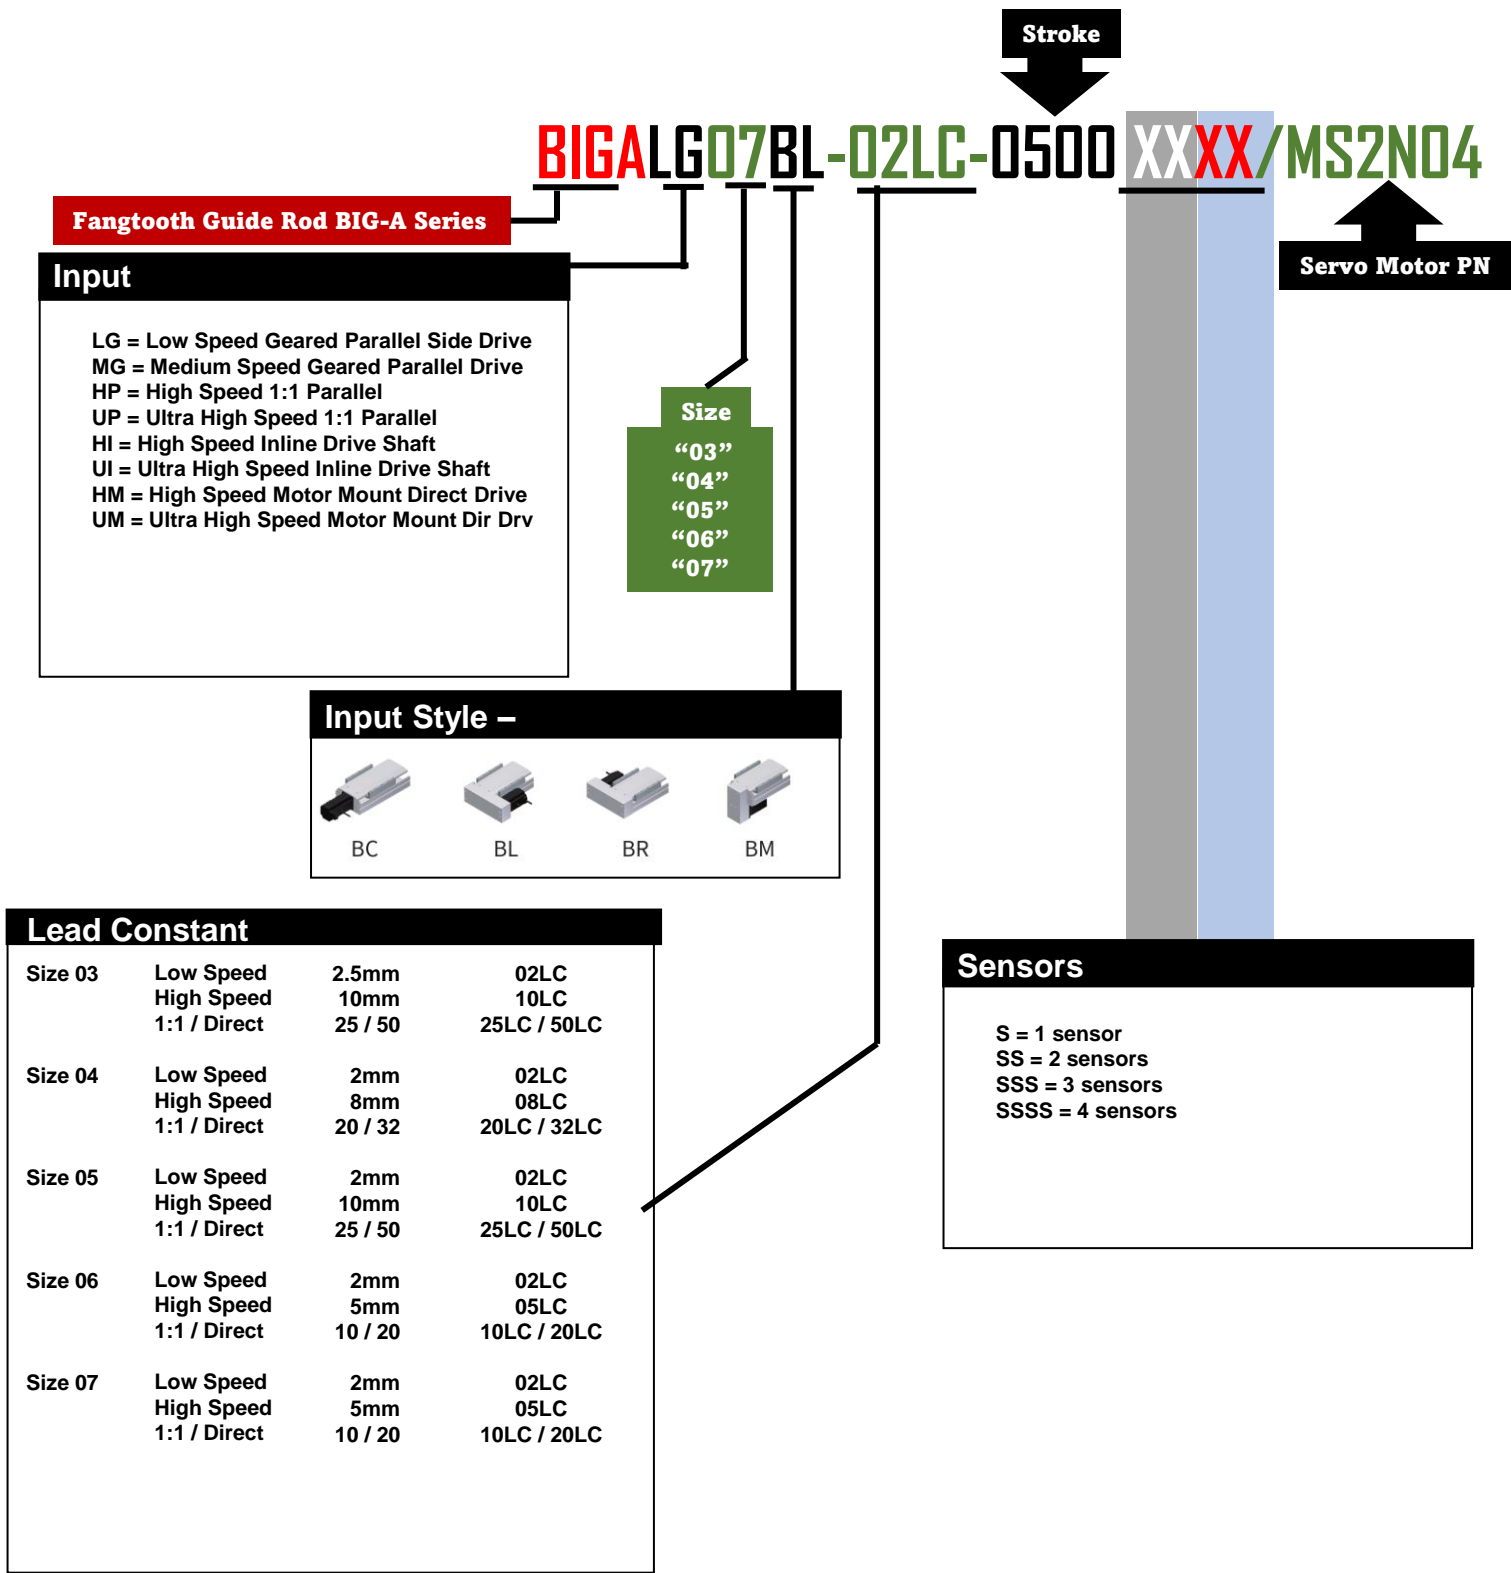 Stroke
BIGALG07BL-02LC-0500 XXXX/MS2N04
Fangtooth Guide Rod BIG-A Series
Servo Motor PN
Input
LG = Low Speed Geared Parallel Side Drive
MG = Medium Speed Geared Parallel Drive
HP = High Speed 1:1 Parallel
UP = Ultra High Speed 1:1 Parallel
HI = High Speed Inline Drive Shaft
UI = Ultra High Speed Inline Drive Shaft
HM = High Speed Motor Mount Direct Drive
UM = Ultra High Speed Motor Mount Dir Drv
Size
“03”
“04”
“05”
“06”
“07”
Input Style –
BC BL BR BM
Lead Constant
Size 03 Low Speed 2.5mm 02LC
High Speed 10mm 10LC
1:1 / Direct 25 / 50 25LC / 50LC
Size 04 Low Speed 2mm 02LC
High Speed 8mm 08LC
1:1 / Direct 20 / 32 20LC / 32LC
Size 05 Low Speed 2mm 02LC
High Speed 10mm 10LC
1:1 / Direct 25 / 50 25LC / 50LC
Size 06 Low Speed 2mm 02LC
High Speed 5mm 05LC
1:1 / Direct 10 / 20 10LC / 20LC
Size 07 Low Speed 2mm 02LC
High Speed 5mm 05LC
1:1 / Direct 10 / 20 10LC / 20LC
Sensors
S = 1 sensor
SS = 2 sensors
SSS = 3 sensors
SSSS = 4 sensors